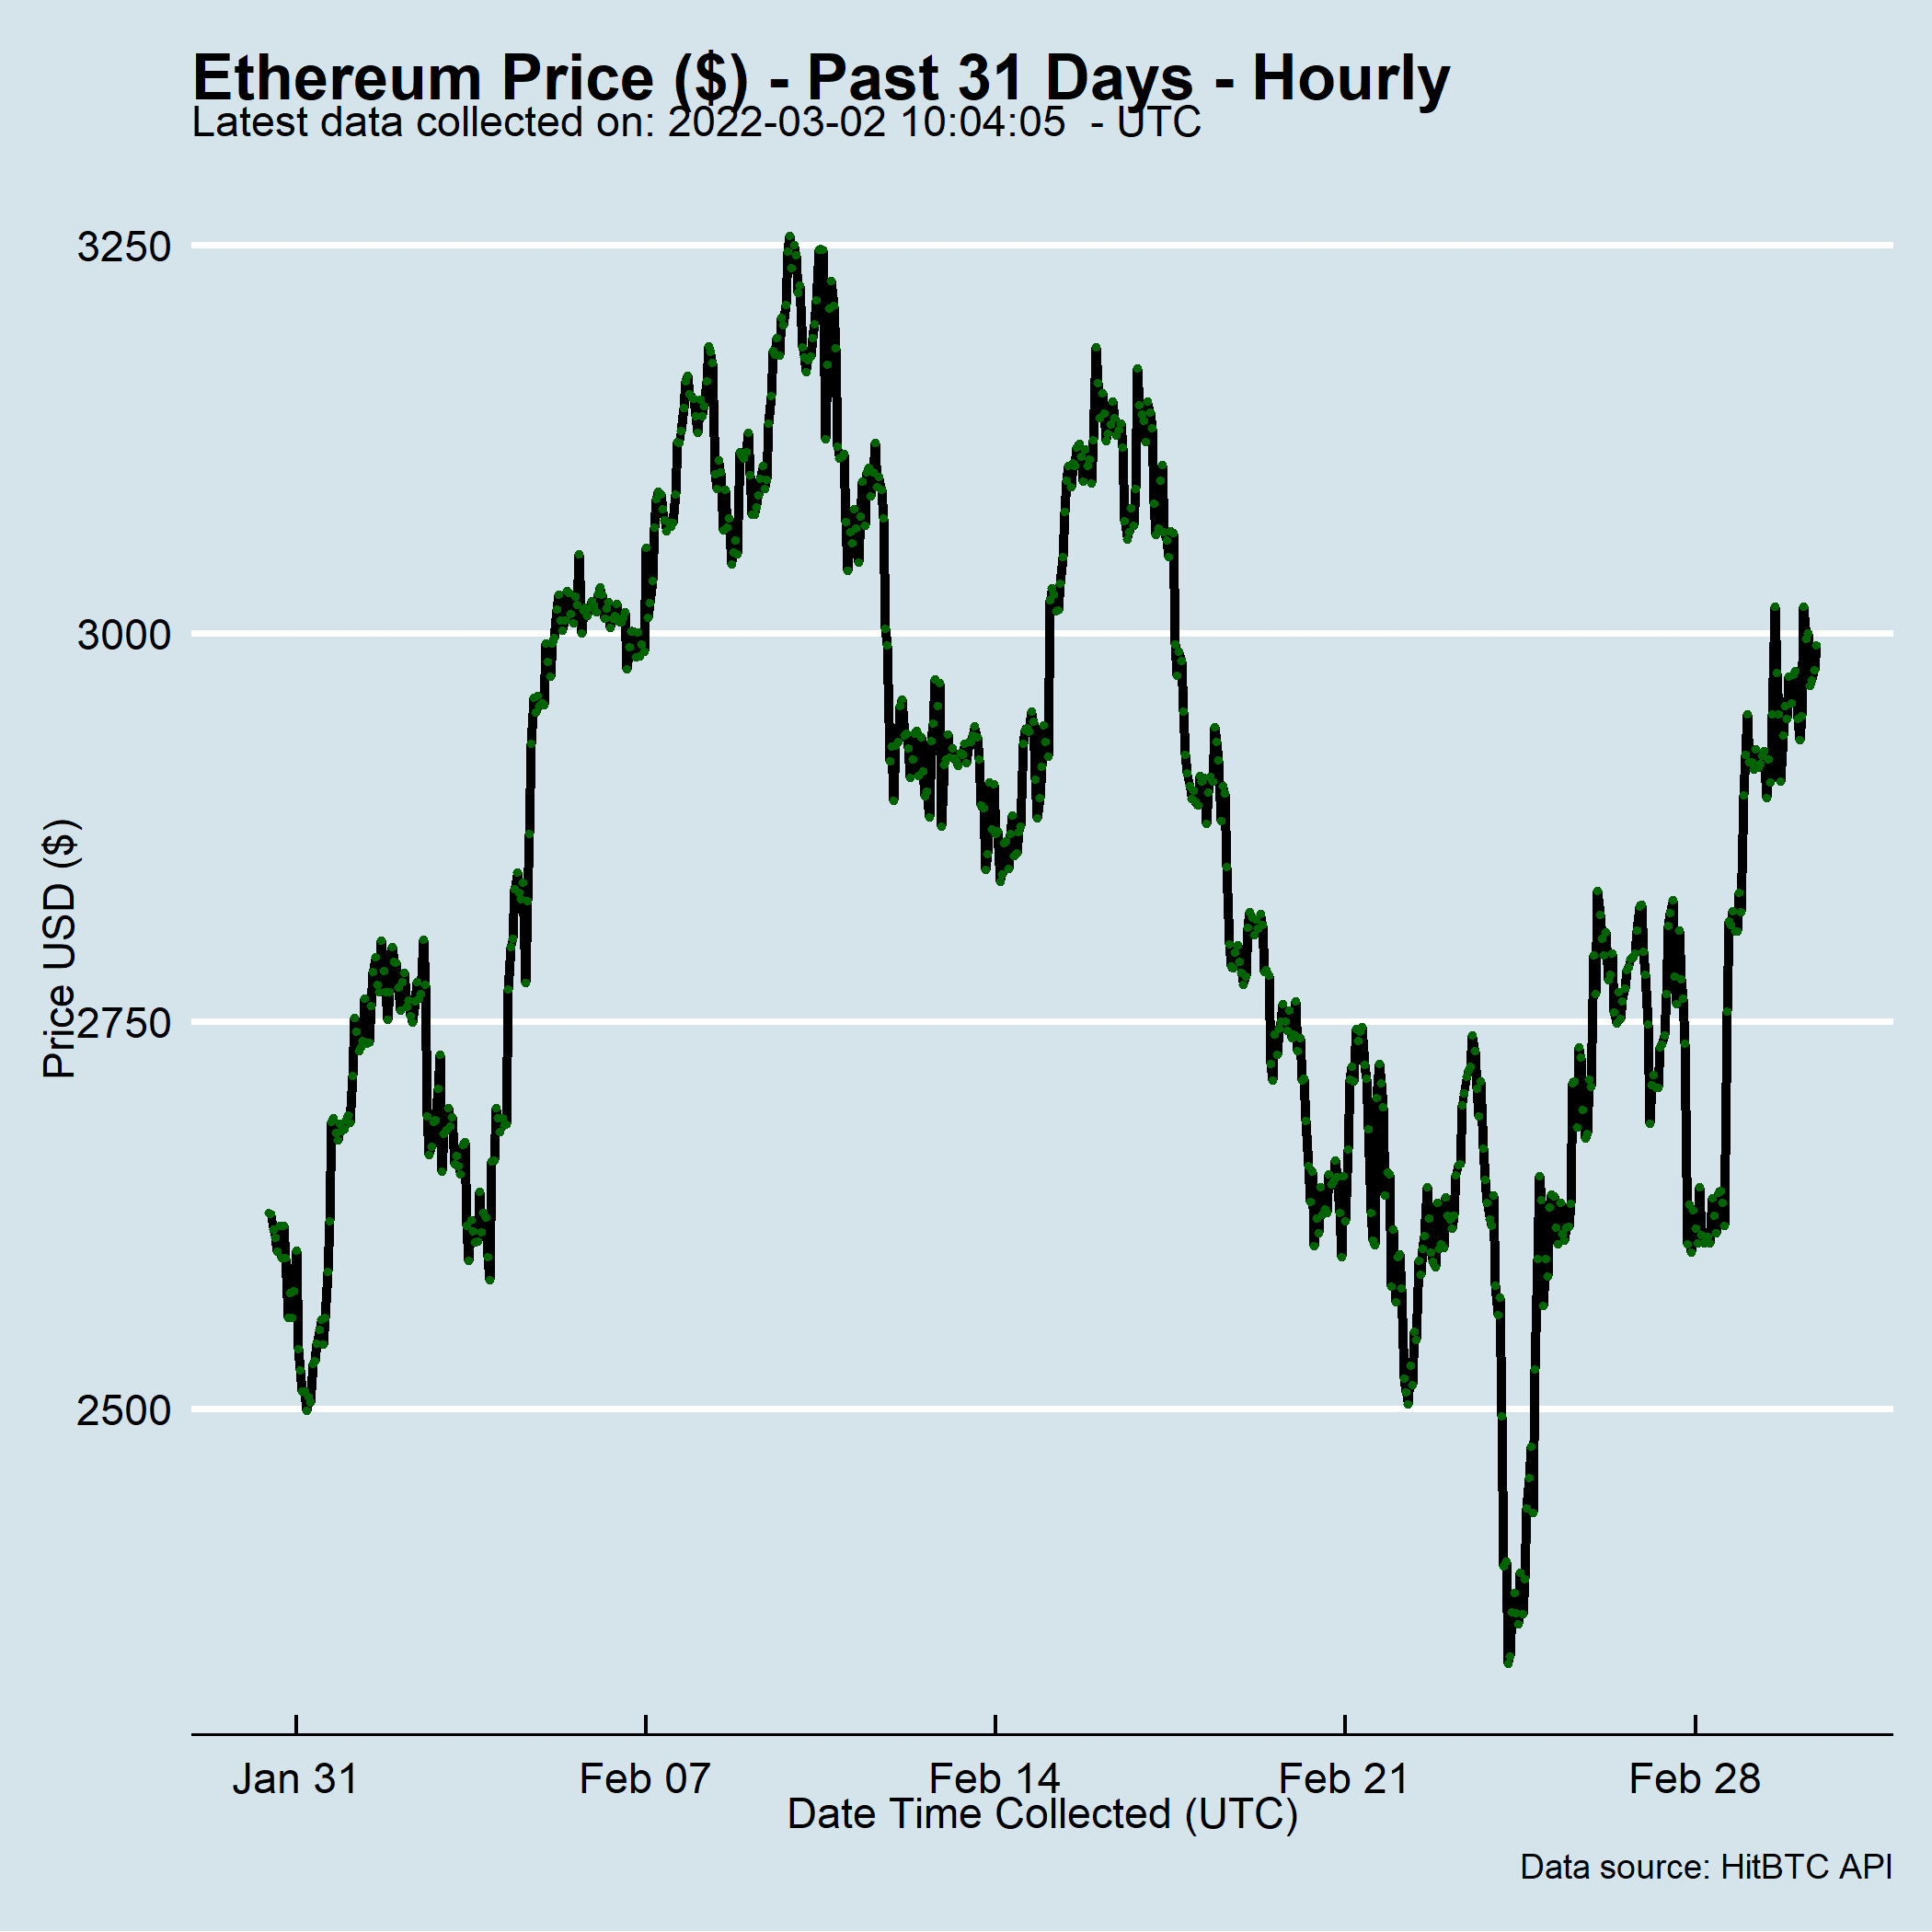 Ethereum Price ($) - Past 31 Days - Hourly
Latest data collected on: 2022-03-02 10:04:05  - UTC
Price USD ($)
3250
3000
2750
2500
Jan 31
Feb 07
Feb 14
Feb 21
Feb 28
Date Time Collected (UTC)
Data source: HitBTC API